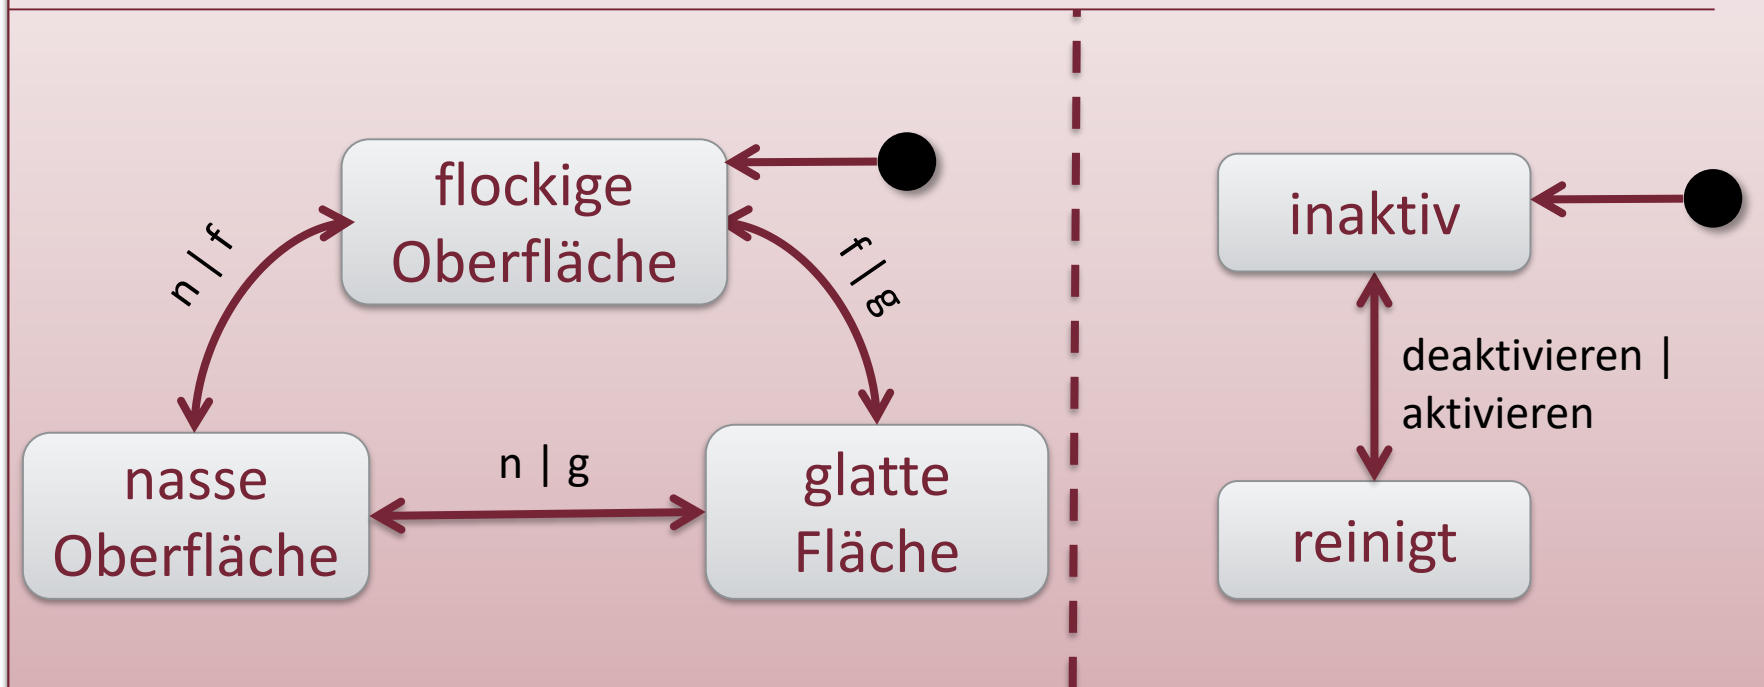 flockige
Oberfläche
n | f
f | g
nasse
Oberfläche
n | g
glatte
Fläche
inaktiv
deaktivieren |
aktivieren
reinigt